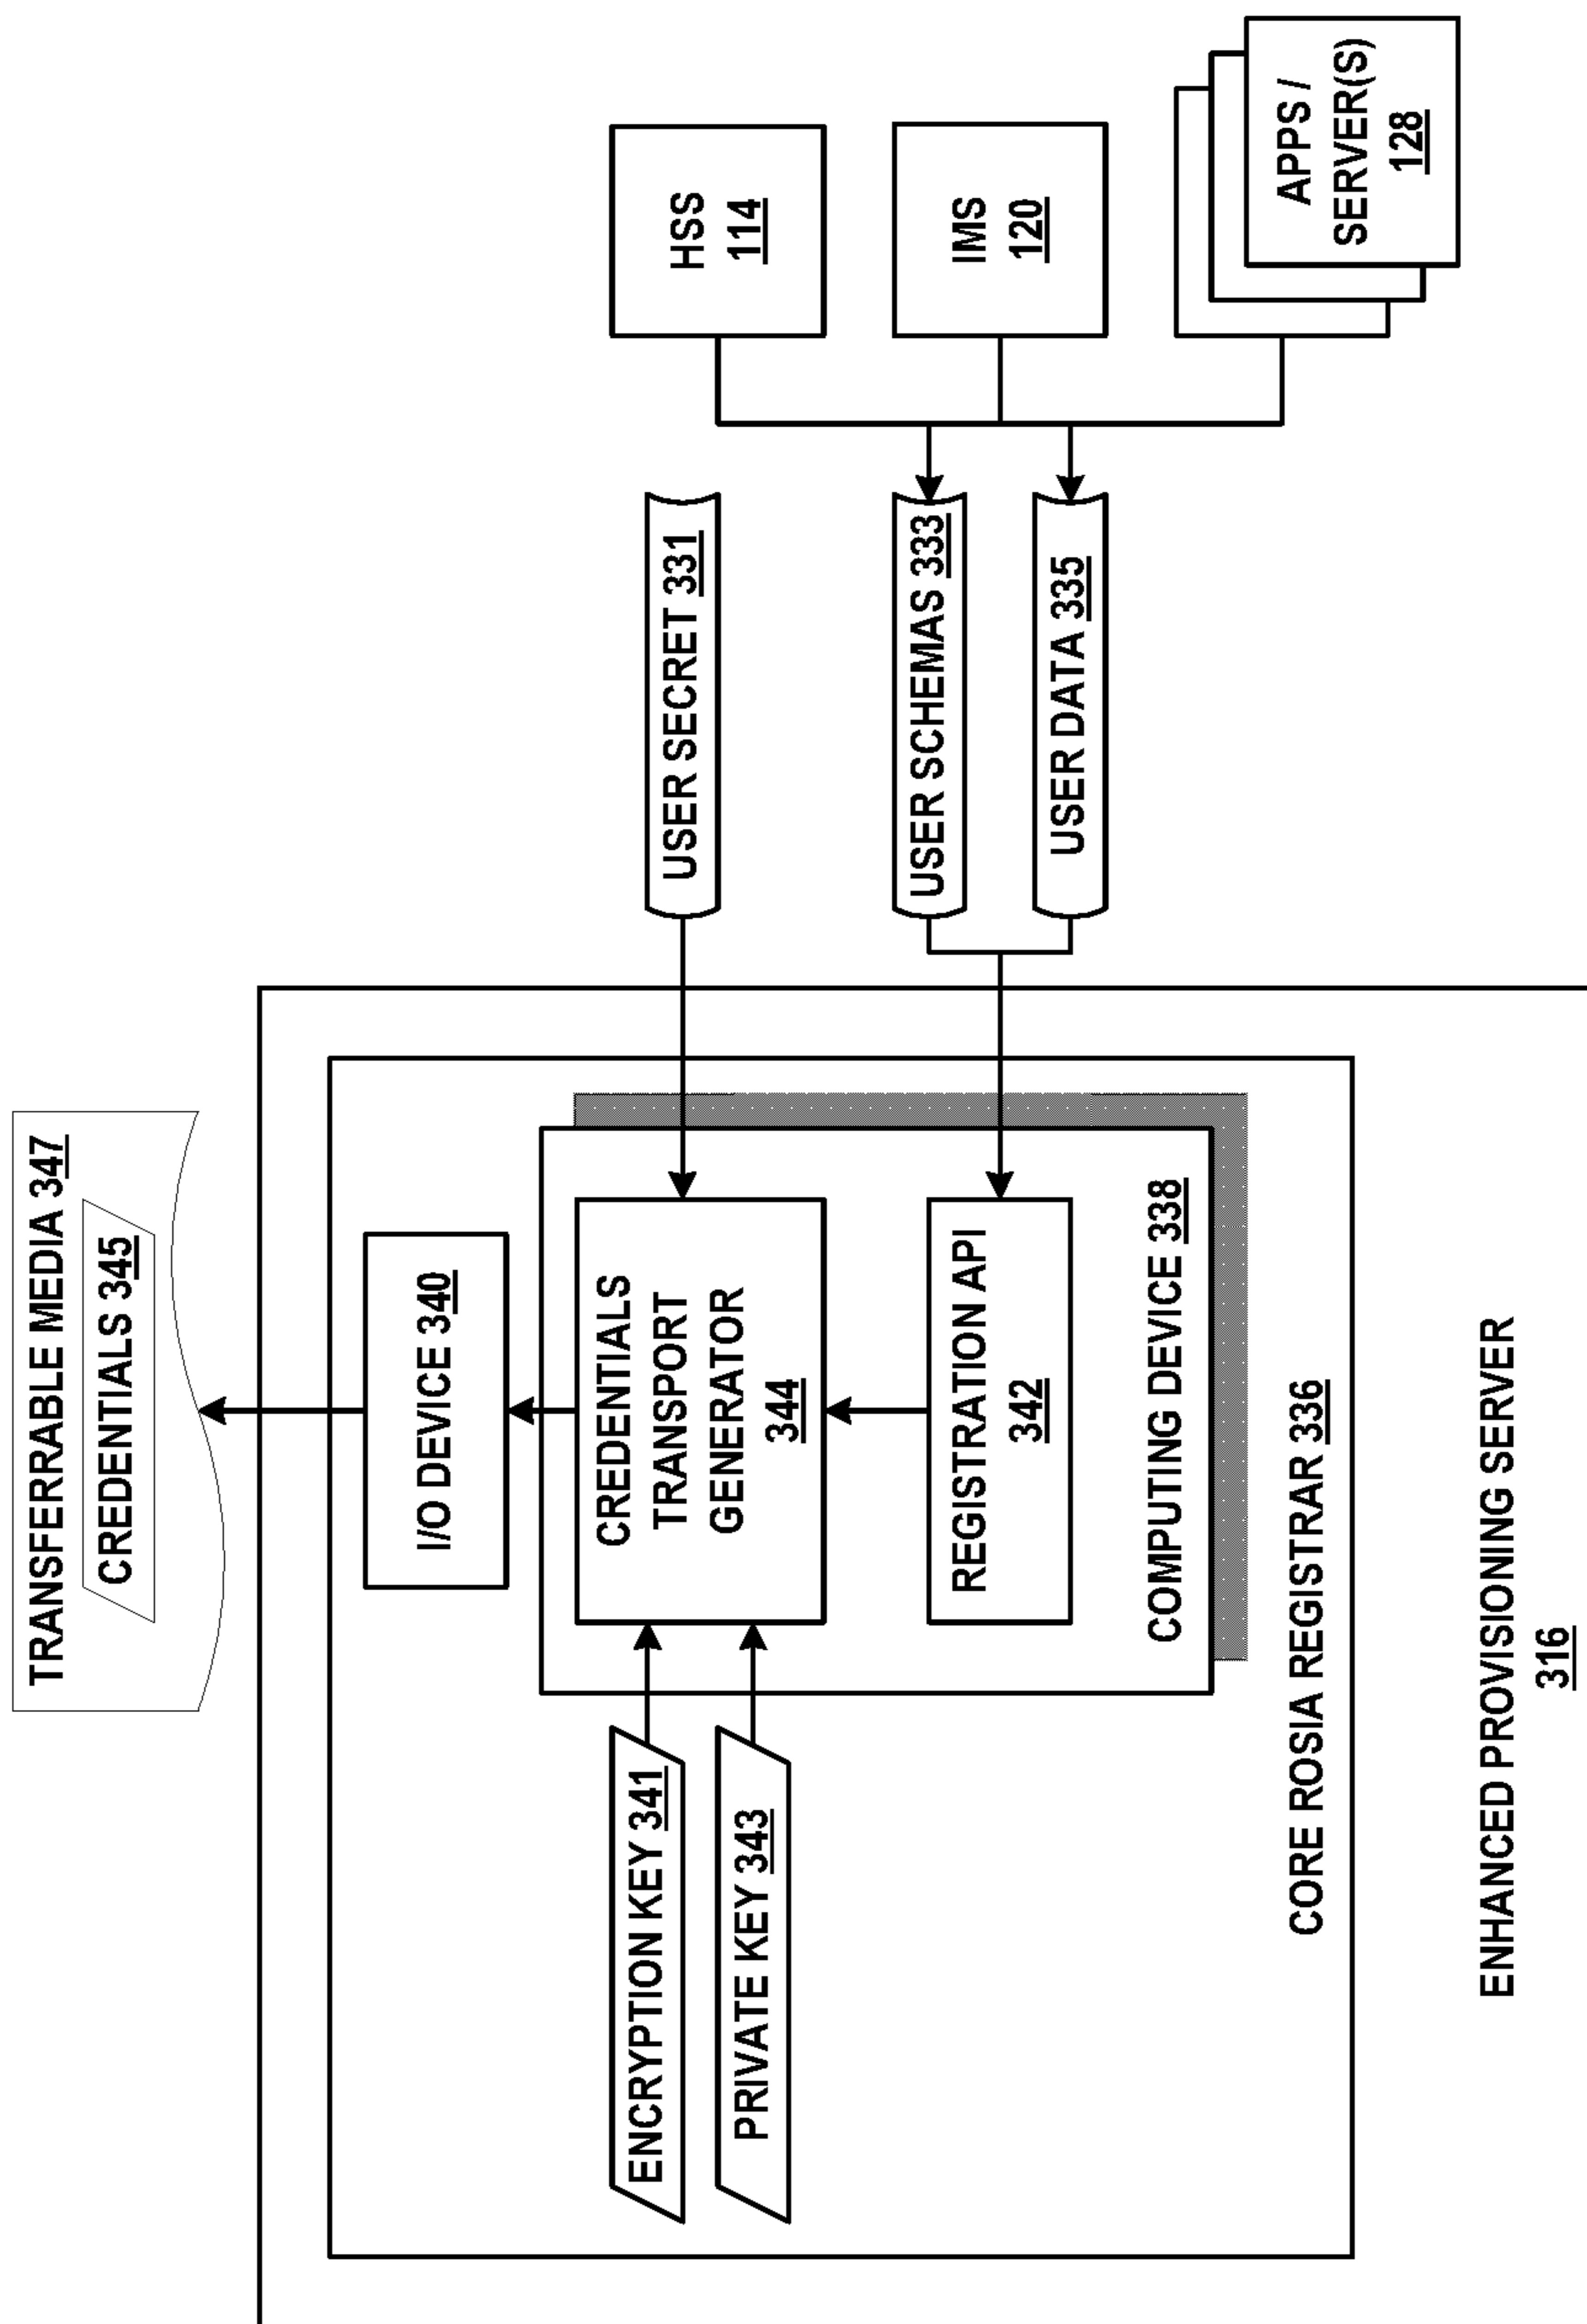 TRANSFERRABLE MEDIA 347
CREDENTIALS 345
I/O DEVICE 340
ENCRYPTION KEY 341
PRIVATE KEY 343
CREDENTIALS
TRANSPORT
GENERATOR
344
USER SECRET 331
HSS
114
REGISTRATION API
342
USER SCHEMAS 333
USER DATA 335
IMS
120
COMPUTING DEVICE 338
APPS /
SERVER(S)
128
CORE ROSIA REGISTRAR 336
ENHANCED PROVISIONING SERVER
316